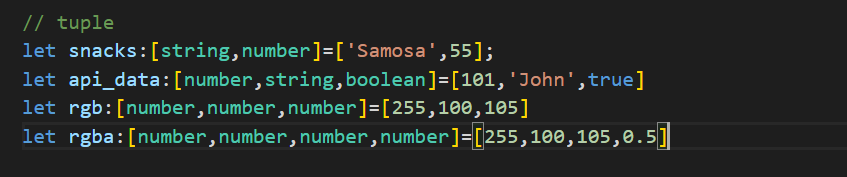 // tuple
let snacks:[string,number]=['Samosa',55];
let api_data:[number,string,boolean]=[101,'John',true]
let rgb:[number,number,number]=[255,100,105]
let rgba:[number,number,number,number]=[255,100,105,0.5]